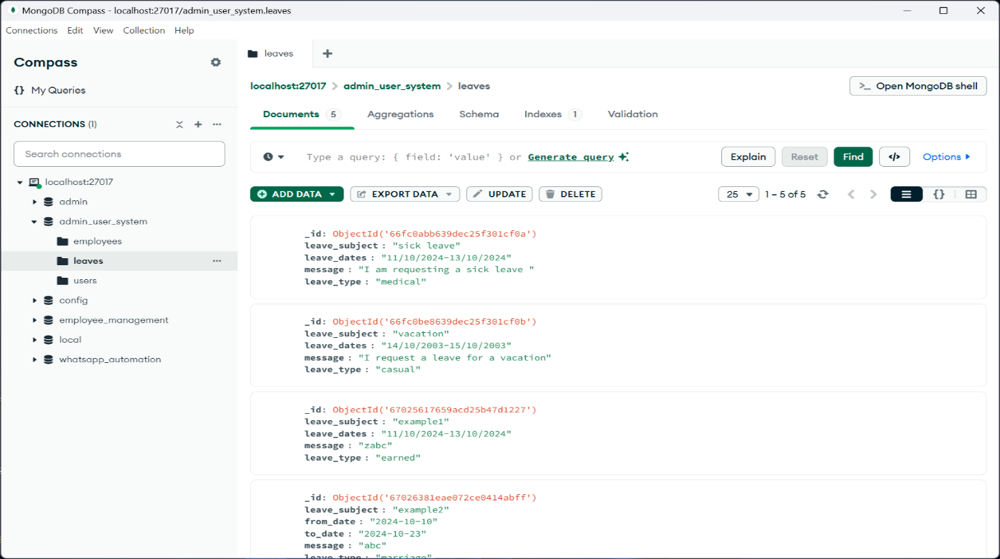 MongoDB Compass - localhost:27017/admin_user_system.leaves
Connections Edit View Collection Help
Compass
{} My Queries
CONNECTIONS (1)
Search connections
localhost:27017
admin
admin_user_system
employees
leaves
users
config
employee_management
local
whatsapp_automation
leaves
localhost:27017 > admin_user_system > leaves
>_ Open MongoDB shell
Documents 5 Aggregations Schema Indexes 1 Validation
Type a query: { field: 'value' } or Generate query
Explain Reset Find </> Options
ADD DATA EXPORT DATA UPDATE DELETE
25 1 – 5 of 5
_id: ObjectId('66fc0abb639dec25f301cf0a')
leave_subject : "sick leave"
leave_dates : "11/10/2024-13/10/2024"
message : "I am requesting a sick leave "
leave_type : "medical"
_id: ObjectId('66fc0be8639dec25f301cf0b')
leave_subject : "vacation"
leave_dates : "14/10/2003-15/10/2003"
message : "I request a leave for a vacation"
leave_type : "casual"
_id: ObjectId('67025617659acd25b47d1227')
leave_subject : "example1"
leave_dates : "11/10/2024-13/10/2024"
message : "zabc"
leave_type : "earned"
_id: ObjectId('67026381eae072ce0414abff')
leave_subject : "example2"
from_date : "2024-10-10"
to_date : "2024-10-23"
message : "abc"
leave_type : "marriage"